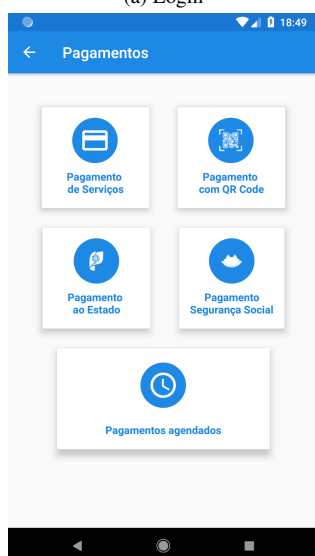 (a) Login
18:49
Pagamentos
Pagamento
de Serviços
Pagamento
com QR Code
Pagamento
ao Estado
Pagamento
Segurança Social
Pagamentos agendados